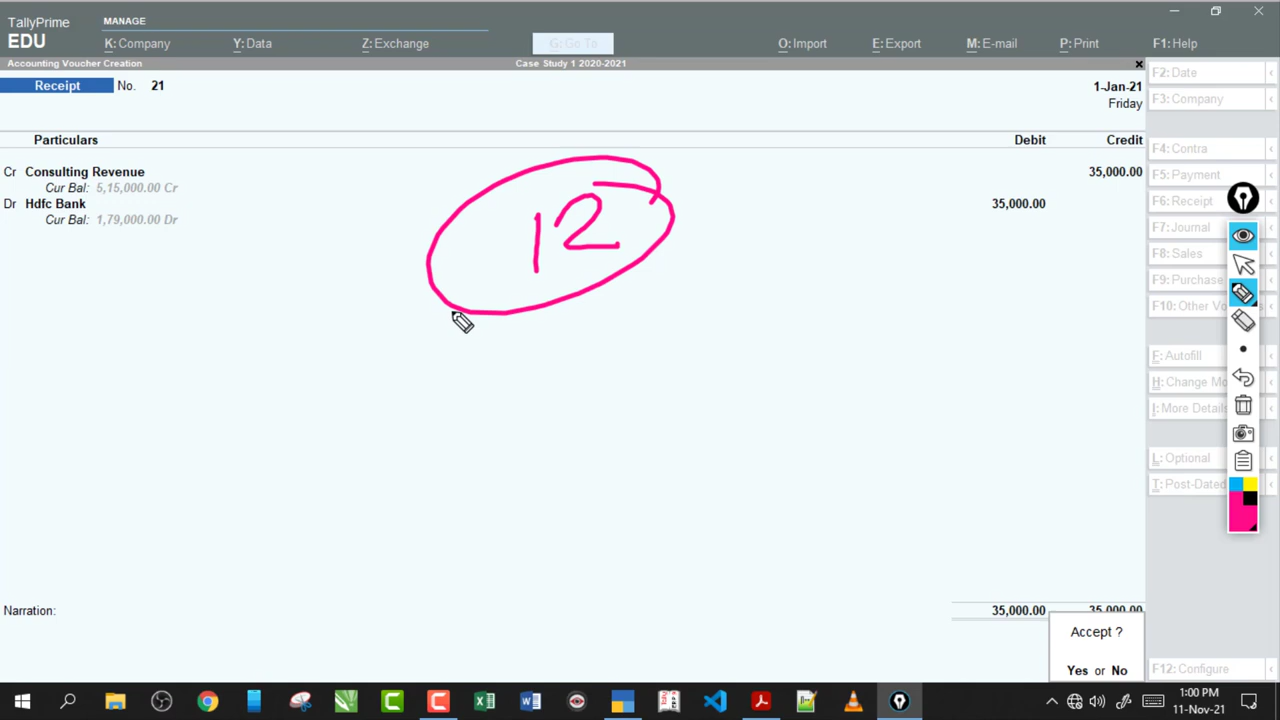 TallyPrime
EDU
MANAGE
K: Company
Y: Data
Z: Exchange
G: Go To
O: Import
E: Export
M: E-mail
P: Print
F1: Help
Accounting Voucher Creation
Case Study 1 2020-2021
Receipt No. 21
1-Jan-21
Friday
Particulars
Debit
Credit
Cr Consulting Revenue
35,000.00
Cur Bal: 5,15,000.00 Cr
Dr Hdfc Bank
35,000.00
Cur Bal: 1,79,000.00 Dr
12
Narration:
35,000.00
35,000.00
Accept ?
Yes or No
F2: Date
F3: Company
F4: Contra
F5: Payment
F6: Receipt
F7: Journal
F8: Sales
F9: Purchase
F10: Other
F: Autofill
H: Change
I: More Details
L: Optional
T: Post-Dated
F12: Configure
1:00 PM
11-Nov-21